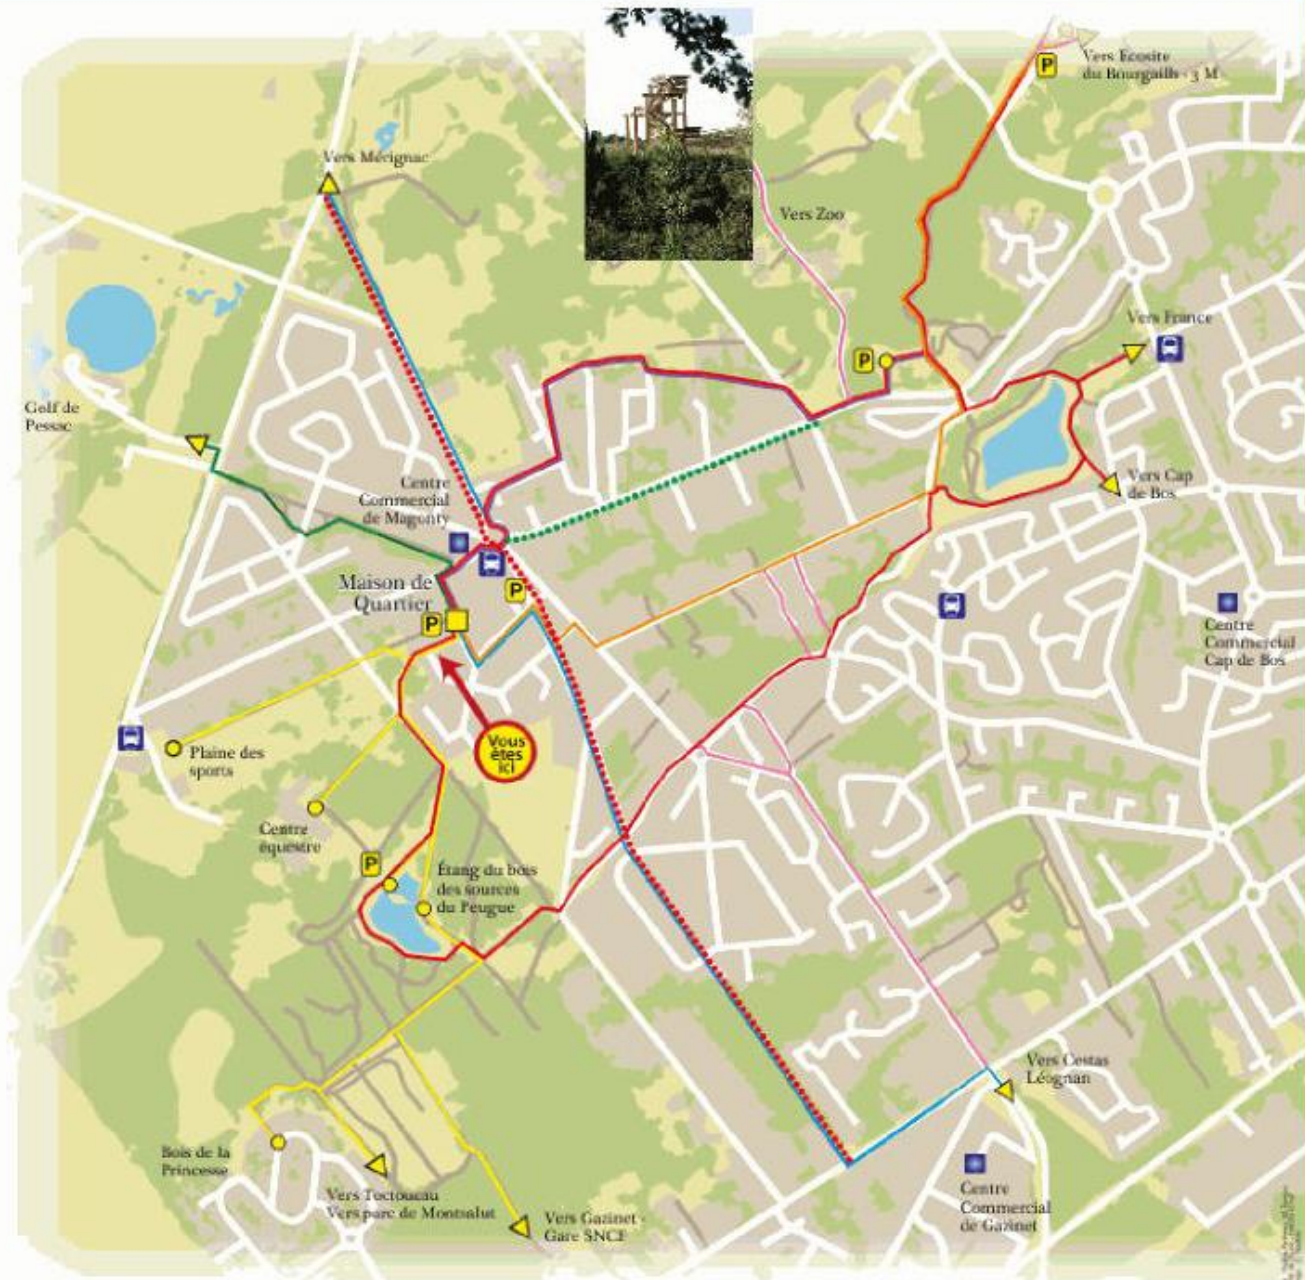 Vers Ecosite
du Bourgailh - 3 M
P
Vers Mérignac
Vers Zoo
Vers France
P
Golf de
Pessac
Centre
Commercial
de Magonty
Vers Cap
de Bos
Maison de
Quartier
P
P
Centre
Commercial
Cap de Bos
Vous
êtes
ici
Plaine des
sports
Centre
équestre
P
Étang du bois
des sources
du Peugue
Vers Cestas
Léognan
Bois de la
Princesse
Vers Toctoucau
Vers parc de Montsalut
Vers Gazinet -
Gare SNCF
Centre
Commercial
de Gazinet